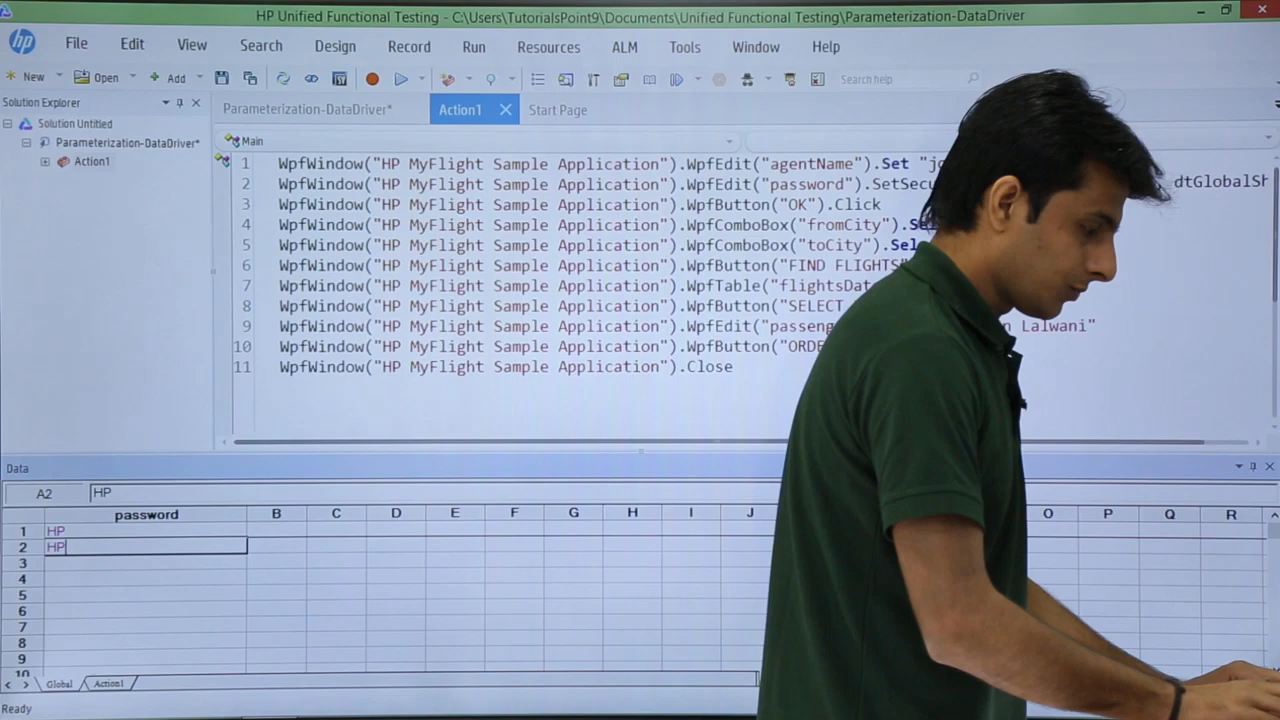 HP Unified Functional Testing - C:\Users\TutorialsPoint9\Documents\Unified Functional Testing\Parameterization-DataDriver
hp File Edit View Search Design Record Run Resources ALM Tools Window Help
New Open Add Search help
Solution Explorer
Parameterization-DataDriver* Action1 Start Page
Solution Untitled
Parameterization-DataDriver*
Action1
Main
1 WpfWindow("HP MyFlight Sample Application").WpfEdit("agentName").Set "jo
2 WpfWindow("HP MyFlight Sample Application").WpfEdit("password").SetSecu dtGlobalSh
3 WpfWindow("HP MyFlight Sample Application").WpfButton("OK").Click
4 WpfWindow("HP MyFlight Sample Application").WpfComboBox("fromCity").Sel
5 WpfWindow("HP MyFlight Sample Application").WpfComboBox("toCity").Sel
6 WpfWindow("HP MyFlight Sample Application").WpfButton("FIND FLIGHTS"
7 WpfWindow("HP MyFlight Sample Application").WpfTable("flightsDat
8 WpfWindow("HP MyFlight Sample Application").WpfButton("SELECT
9 WpfWindow("HP MyFlight Sample Application").WpfEdit("passeng n Lalwani"
10 WpfWindow("HP MyFlight Sample Application").WpfButton("ORDE
11 WpfWindow("HP MyFlight Sample Application").Close
Data
A2 HP
password B C D E F G H I J O P Q R
1 HP
2 HP
3
4
5
6
7
8
9
10
Global Action1
Ready